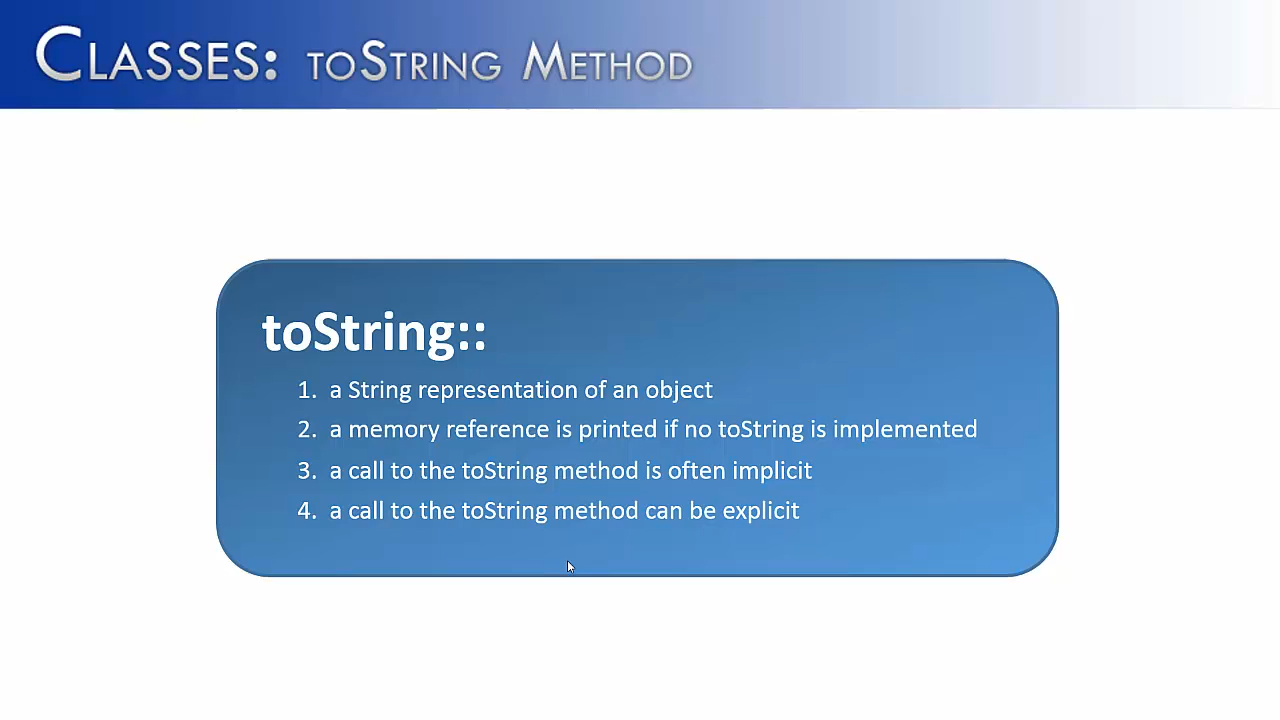 Classes: toString Method
toString::
1. a String representation of an object
2. a memory reference is printed if no toString is implemented
3. a call to the toString method is often implicit
4. a call to the toString method can be explicit